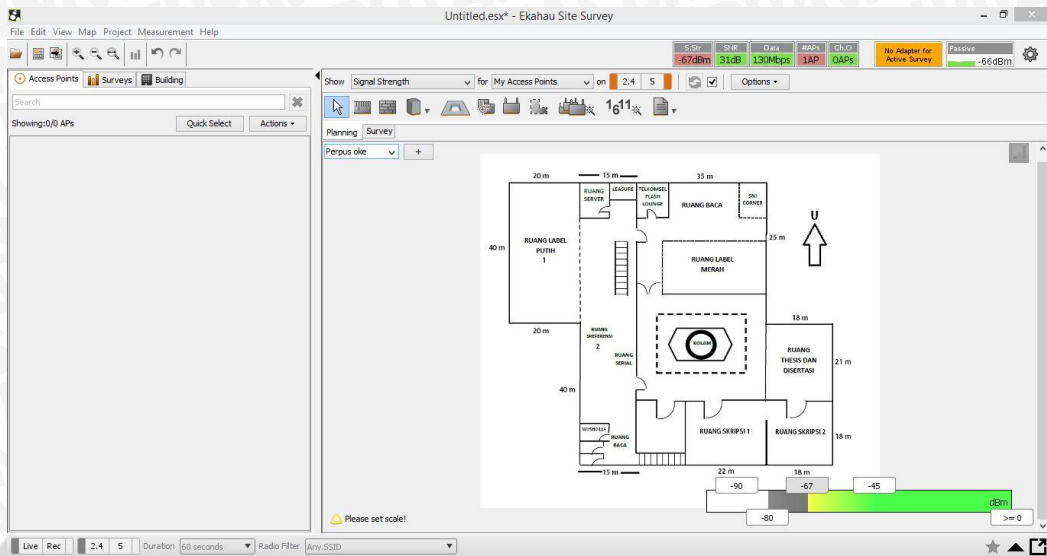 Untitled.esx* - Ekahau Site Survey
File Edit View Map Project Measurement Help
S.Str SNR Data #APs Ch.O
-67dBm 31dB 130Mbps 1AP 0APs
No Adapter for
Active Survey
Passive
-66dBm
Access Points Surveys Building
Search
Showing:0/0 APs Quick Select Actions
Show Signal Strength for My Access Points on 2.4 5 Options
1 6 11
Planning Survey
Perpus oke +
20 m 15 m 35 m
RUANG
SERVER
LEASURE
TELKOMSEL
FLASH
LOUNGE
RUANG BACA
SNI
CORNER
U
25 m
40 m
RUANG LABEL
PUTIH
1
RUANG LABEL
MERAH
18 m
20 m
RUANG
2
KOLAM
RUANG
SERIAL
RUANG
THESIS DAN
DISERTASI
21 m
40 m
RUANG
BACA
RUANG SKRIPSI 1
RUANG SKRIPSI 2
18 m
15 m 22 m 18 m
-90 -67 -45
dBm
-80 >= 0
Please set scale!
Live Rec 2.4 5 Duration 60 seconds Radio Filter Any SSID